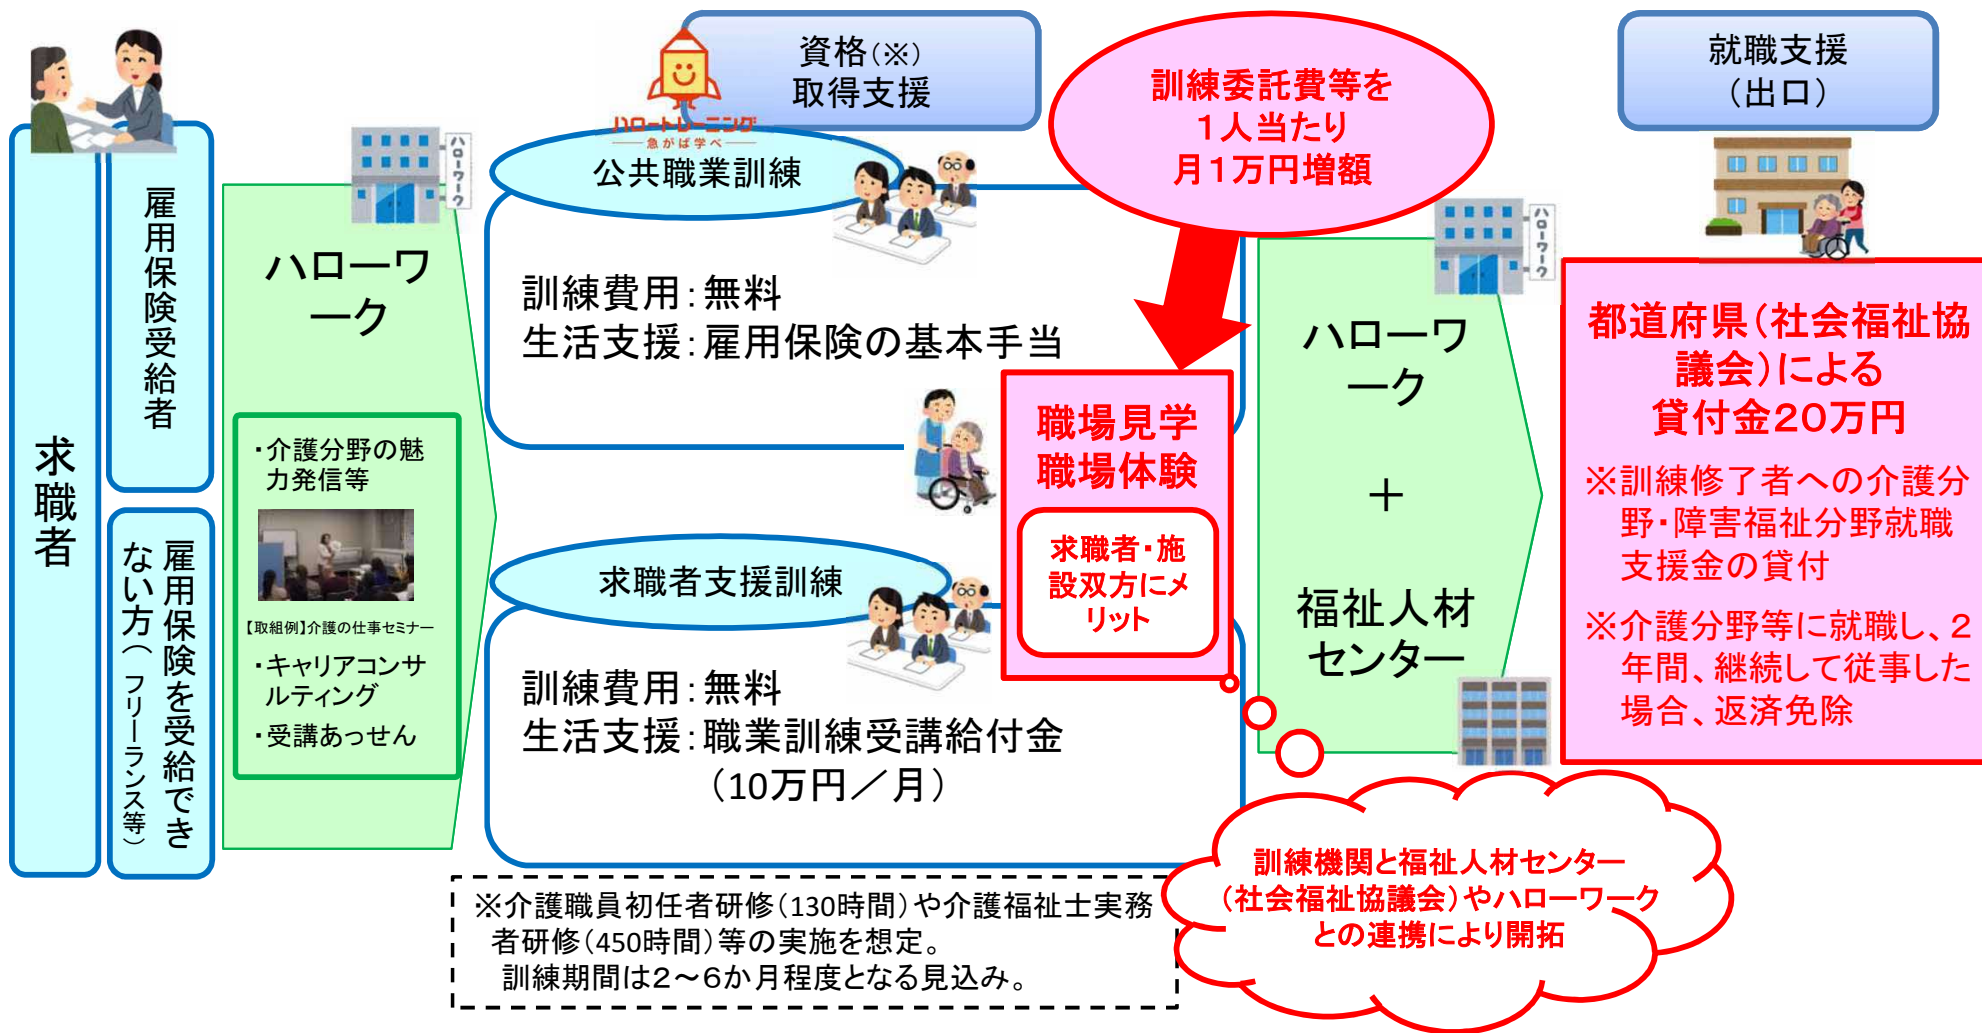 求職者
雇用保険受給者
雇用保険を受給でき
ない方（フリーランス等）
ハローワ
ーク
ハローワーク
・介護分野の魅
力発信等
【取組例】介護の仕事セミナー
・キャリアコンサ
ルティング
・受講あっせん
資格（※）
取得支援
ハロートレーニング
急がば学べ
公共職業訓練
訓練費用：無料
生活支援：雇用保険の基本手当
求職者支援訓練
訓練費用：無料
生活支援：職業訓練受講給付金
（10万円／月）
※介護職員初任者研修（130時間）や介護福祉士実務
者研修（450時間）等の実施を想定。
訓練期間は２～６か月程度となる見込み。
訓練委託費等を
１人当たり
月１万円増額
職場見学
職場体験
求職者・施
設双方にメ
リット
ハローワーク
ハローワ
ーク
＋
福祉人材
センター
訓練機関と福祉人材センター
（社会福祉協議会）やハローワーク
との連携により開拓
就職支援
（出口）
都道府県（社会福祉協
議会）による
貸付金２０万円
※訓練修了者への介護分
野・障害福祉分野就職
支援金の貸付
※介護分野等に就職し、２
年間、継続して従事した
場合、返済免除